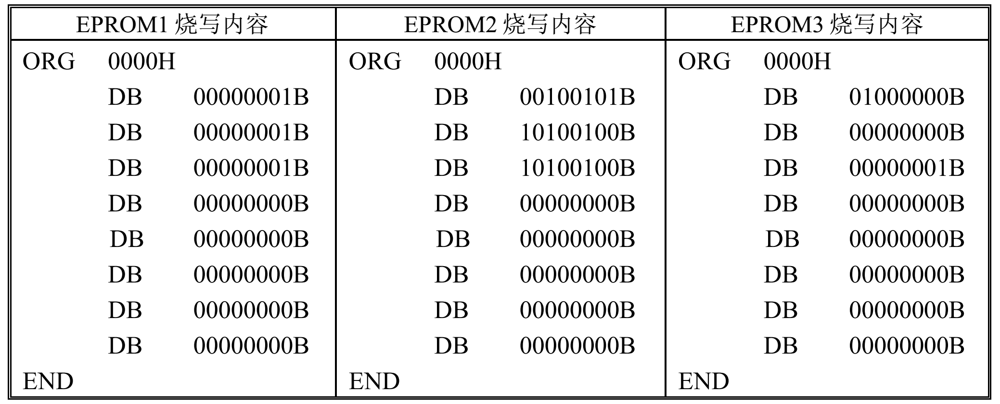 EPROM1 烧写内容 EPROM2 烧写内容 EPROM3 烧写内容
ORG 0000H ORG 0000H ORG 0000H
DB 00000001B DB 00100101B DB 01000000B
DB 00000001B DB 10100100B DB 00000000B
DB 00000001B DB 10100100B DB 00000001B
DB 00000000B DB 00000000B DB 00000000B
DB 00000000B DB 00000000B DB 00000000B
DB 00000000B DB 00000000B DB 00000000B
DB 00000000B DB 00000000B DB 00000000B
DB 00000000B DB 00000000B DB 00000000B
END END END